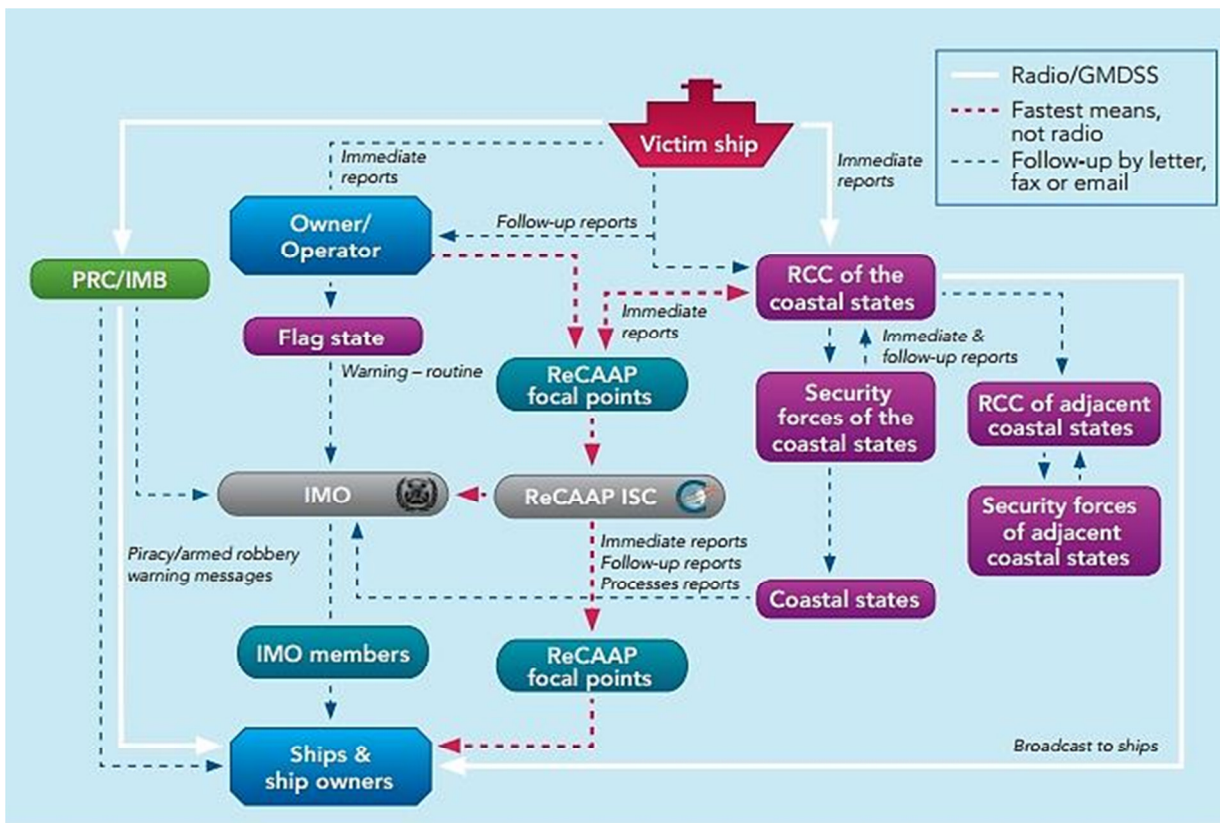 Radio/GMDSS
Fastest means,
not radio
Follow-up by letter,
fax or email
Victim ship
Immediate
reports
Immediate
reports
Owner/
Operator
Follow-up reports
PRC/IMB
RCC of the
coastal states
Flag state
Immediate
reports
Immediate &
follow-up reports
Warning – routine
ReCAAP
focal points
Security
forces of the
coastal states
RCC of adjacent
coastal states
IMO
ReCAAP ISC
Security forces
of adjacent
coastal states
Piracy/armed robbery
warning messages
Immediate reports
Follow-up reports
Processes reports
Coastal states
IMO members
ReCAAP
focal points
Ships &
ship owners
Broadcast to ships